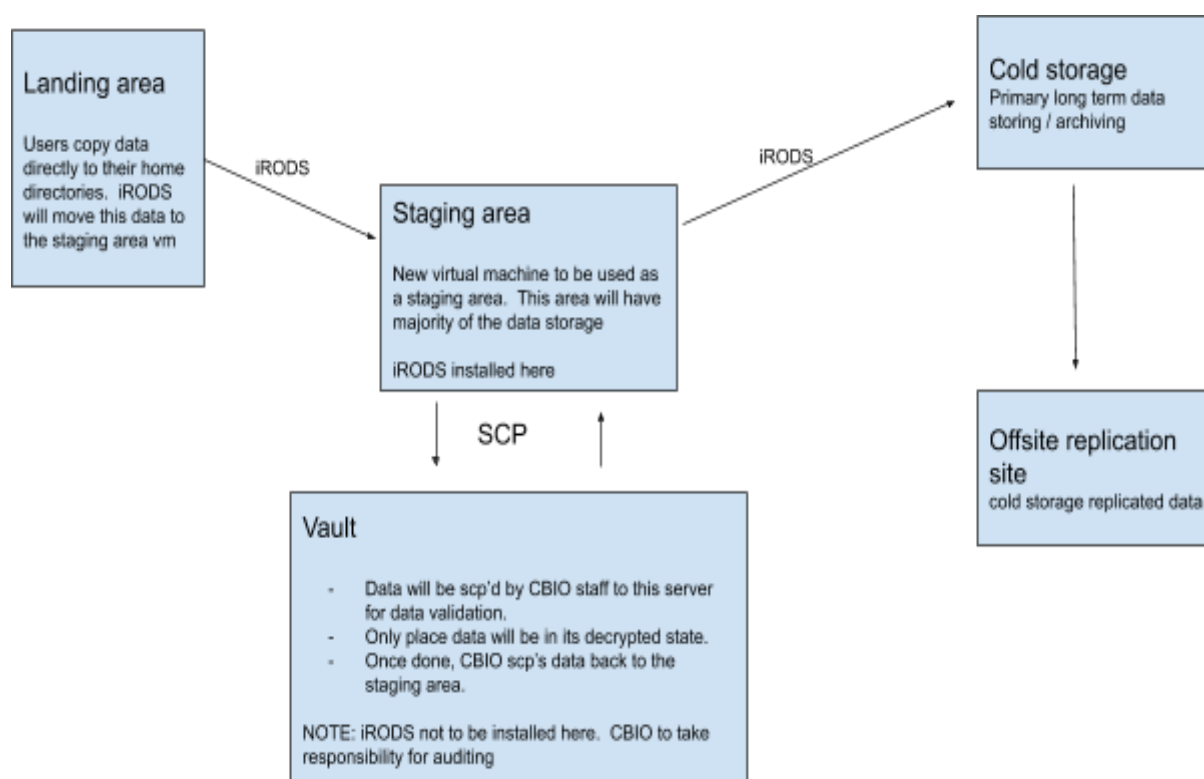 Landing area
Users copy data
directly to their home
directories.  iRODS
will move this data to
the staging area vm
iRODS
Staging area
New virtual machine to be used as
a staging area.  This area will have
majority of the data storage
iRODS installed here
iRODS
Cold storage
Primary long term data
storing / archiving
SCP
Offsite replication
site
cold storage replicated data
Vault
- Data will be scp'd by CBIO staff to this server
for data validation.
- Only place data will be in its decrypted state.
- Once done, CBIO scp's data back to the
staging area.
NOTE: iRODS not to be installed here.  CBIO to take
responsibility for auditing